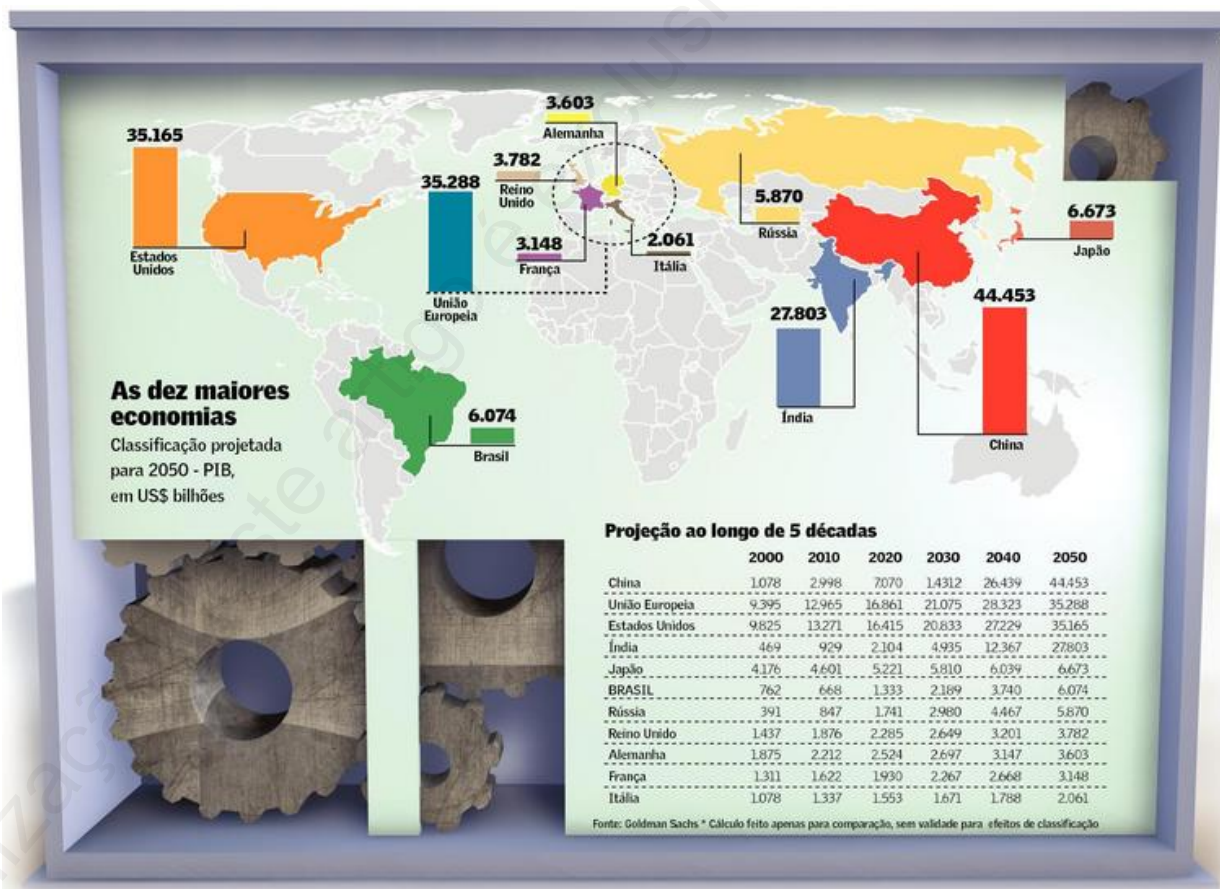 35.165
Estados
Unidos
3.603
Alemanha
3.782
Reino
Unido
35.288
União
Europeia
3.148
França
2.061
Itália
5.870
Rússia
6.673
Japão
27.803
Índia
44.453
China
6.074
Brasil
As dez maiores
economias
Classificação projetada
para 2050 - PIB,
em US$ bilhões
Projeção ao longo de 5 décadas
2000 2010 2020 2030 2040 2050
China 1.078 2.998 7.070 1.4312 26.439 44.453
União Europeia 9.395 12.965 16.861 21.075 28.323 35.288
Estados Unidos 9.825 13.271 16.415 20.833 27.229 35.165
Índia 469 929 2.104 4.935 12.367 27.803
Japão 4.176 4.601 5.221 5.810 6.039 6.673
BRASIL 762 668 1.333 2.189 3.740 6.074
Rússia 391 847 1.741 2.980 4.467 5.870
Reino Unido 1.437 1.876 2.285 2.649 3.201 3.782
Alemanha 1.875 2.212 2.524 2.697 3.147 3.603
França 1.311 1.622 1.930 2.267 2.668 3.148
Itália 1.078 1.337 1.553 1.671 1.788 2.061
Fonte: Goldman Sachs * Cálculo feito apenas para comparação, sem validade para efeitos de classificação